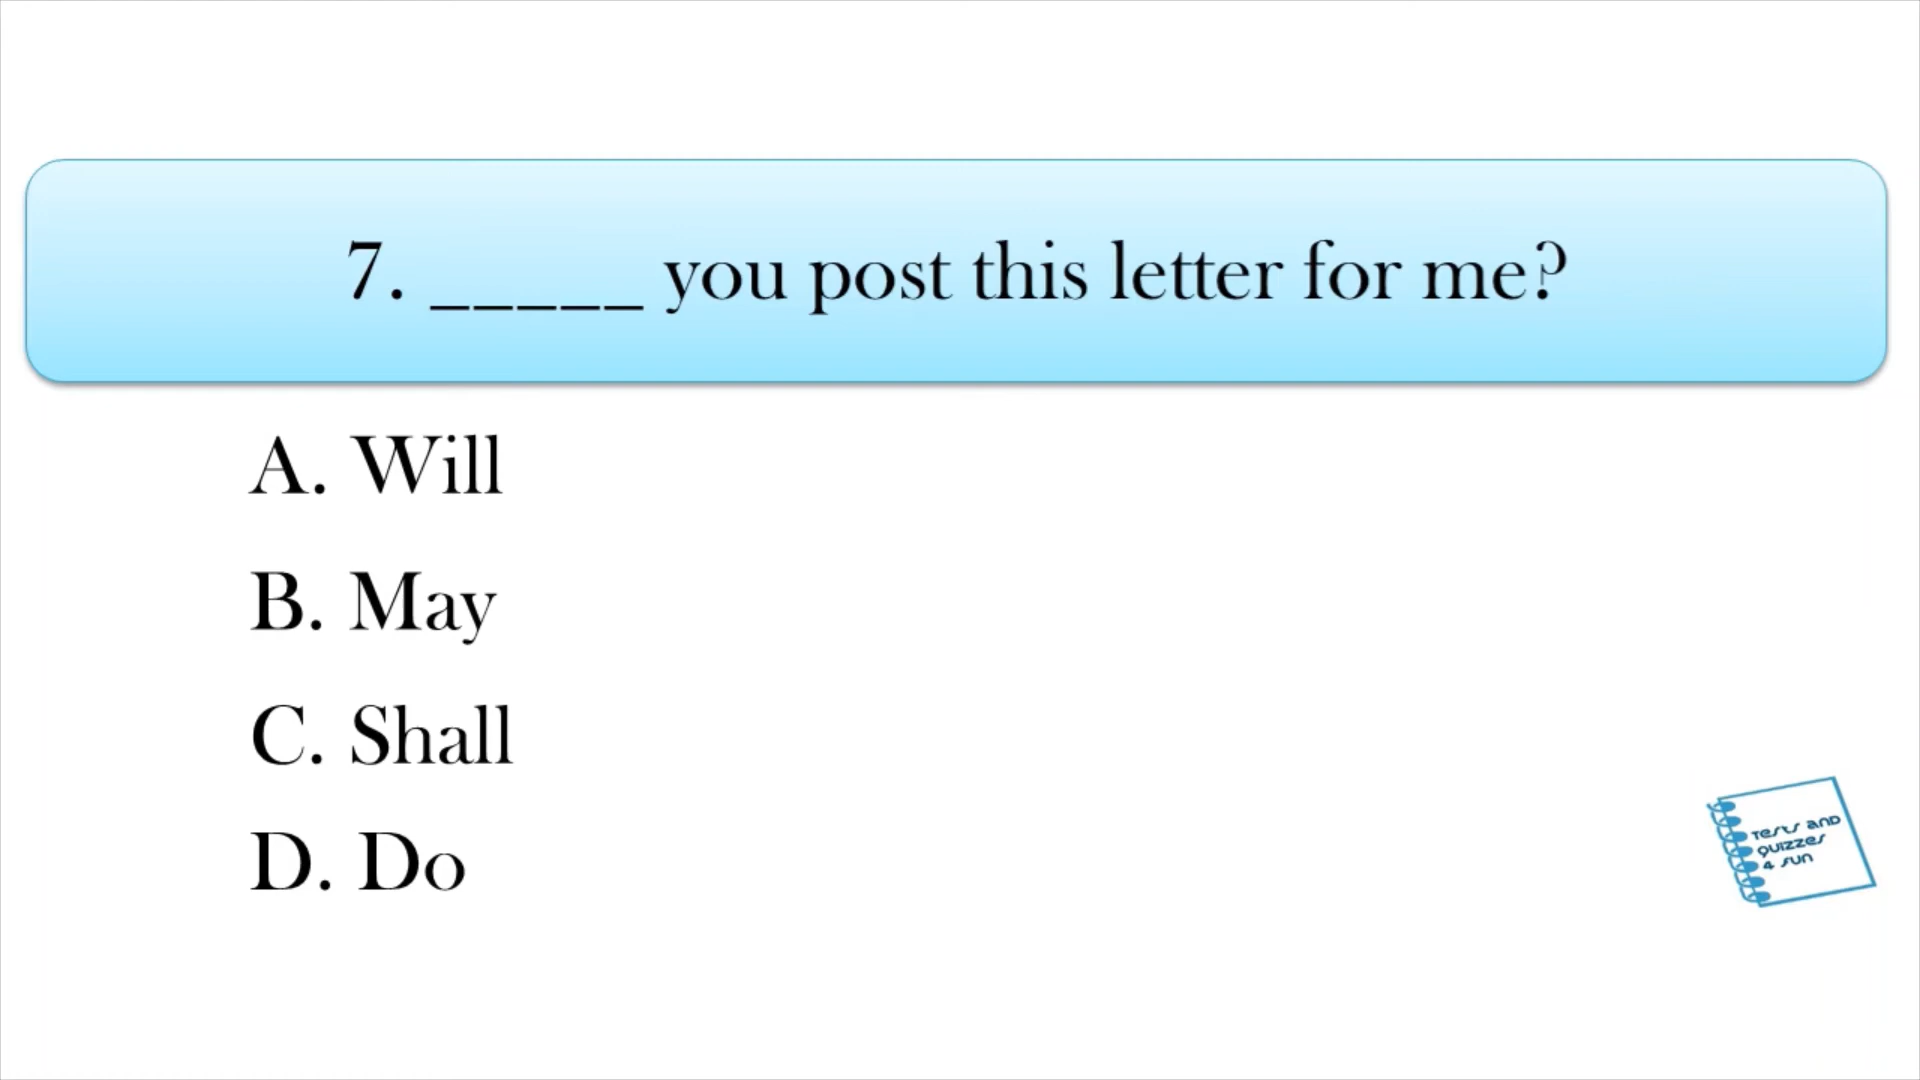 7. _____ you post this letter for me?
A. Will
B. May
C. Shall
D. Do
Tests and
Quizzes
4 Fun